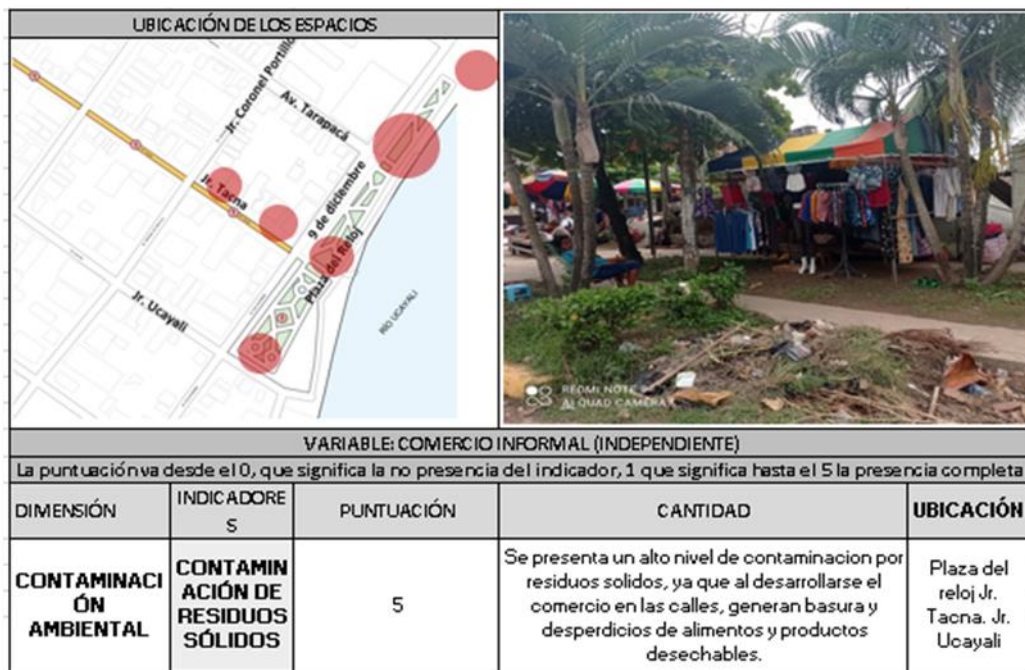 UBICACIÓN DE LOS ESPACIOS
Jr. Coronel Portillo
Av. Tarapacá
Jr. Tacna
9 de diciembre
Plaza del Reloj
Jr. Ucayali
RÍO UCAYALI
REDMI NOTE
AI QUAD CAMERA
VARIABLE: COMERCIO INFORMAL (INDEPENDIENTE)
La puntuación va desde el 0, que significa la no presencia del indicador, 1 que significa hasta el 5 la presencia completa
DIMENSIÓN
INDICADORE
S
PUNTUACIÓN
CANTIDAD
UBICACIÓN
CONTAMINACI
ÓN
AMBIENTAL
CONTAMIN
ACIÓN DE
RESIDUOS
SÓLIDOS
5
Se presenta un alto nivel de contaminacion por
residuos solidos, ya que al desarrollarse el
comercio en las calles, generan basura y
desperdicios de alimentos y productos
desechables.
Plaza del
reloj Jr.
Tacna. Jr.
Ucayali